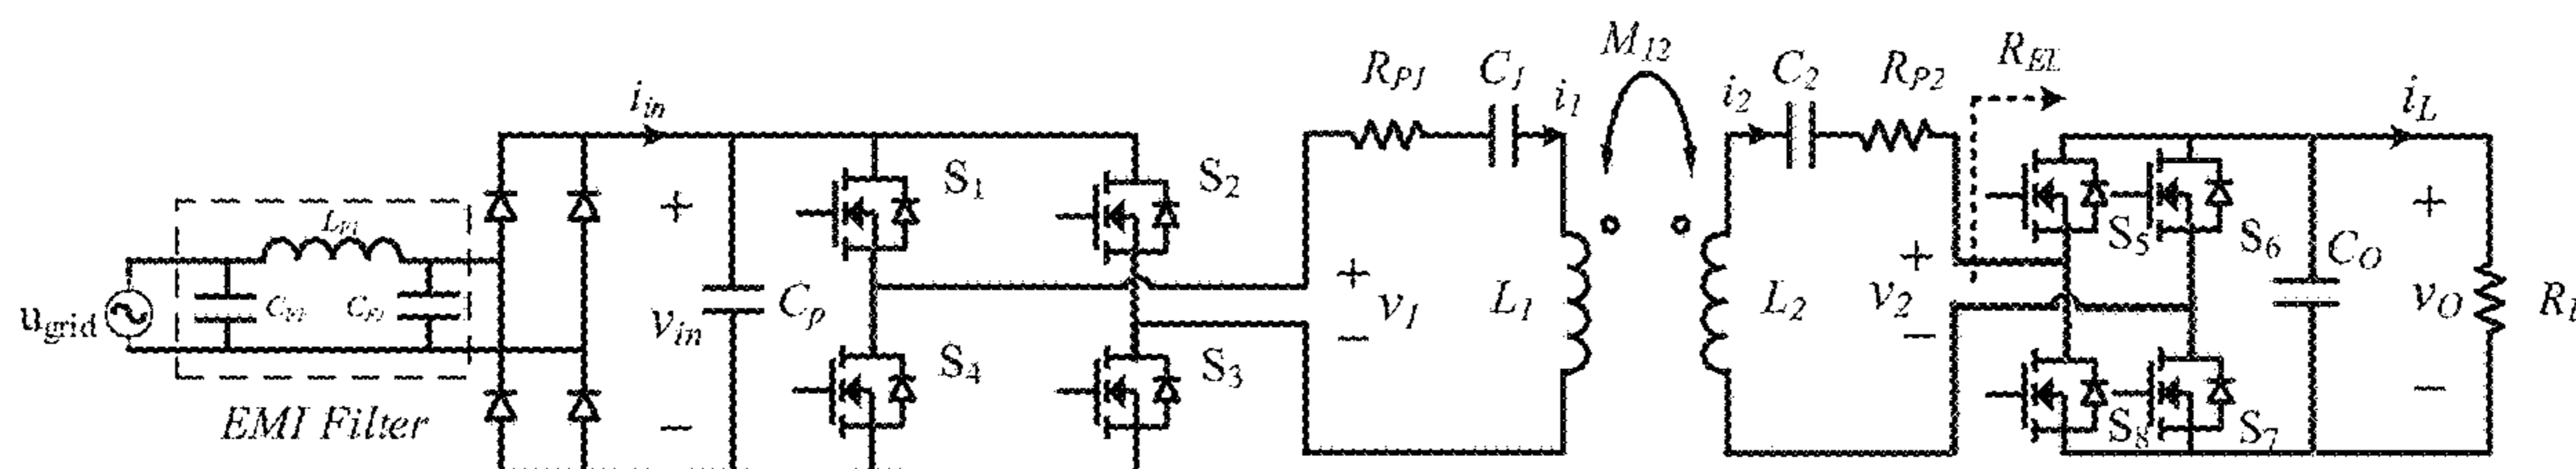 M12
RP1
C1
i1
i2
C2
RP2
REL
iL
iin
S1
S2
S5
S6
CO
ugrid
vin
Cp
v1
L1
L2
v2
vO
S4
S3
S8
S7
EMI Filter
+
−
+
−
+
−
+
−